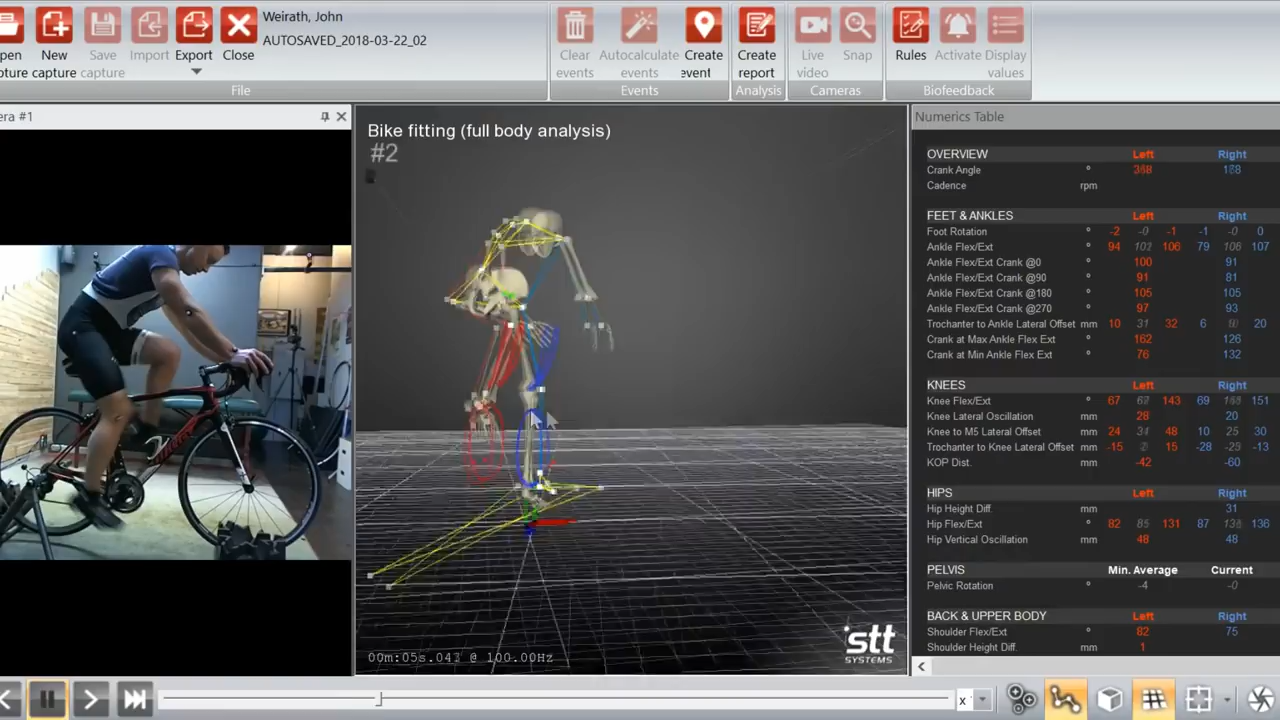 pen
New
Save
Import
Export
Close
pture
capture
capture
Weirath, John
AUTOSAVED_2018-03-22_02
File
Clear
events
Autocalculate
events
Create
event
Events
Create
report
Analysis
Live
video
Snap
Cameras
Rules
Activate
Display
values
Biofeedback
era #1
Bike fitting (full body analysis)
#2
stt
SYSTEMS
00m:05s.043 @ 100.00Hz
Numerics Table
OVERVIEW Left Right
Crank Angle º 188
Cadence rpm
FEET & ANKLES Left Right
Foot Rotation º -2 -0 -1 -1 -0 0
Ankle Flex/Ext º 94 106 79 107
Ankle Flex/Ext Crank @0 º 100 91
Ankle Flex/Ext Crank @90 º 91 81
Ankle Flex/Ext Crank @180 º 105 105
Ankle Flex/Ext Crank @270 º 97 93
Trochanter to Ankle Lateral Offset mm 10 31 32 6 20
Crank at Max Ankle Flex Ext º 162 126
Crank at Min Ankle Flex Ext º 76 132
KNEES Left Right
Knee Flex/Ext º 67 67 143 69 151
Knee Lateral Oscillation mm 28 20
Knee to M5 Lateral Offset mm 24 48 10 25 30
Trochanter to Knee Lateral Offset mm -15 15 -28 -25 -13
KOP Dist. mm -42 -60
HIPS Left Right
Hip Height Diff. mm 31
Hip Flex/Ext º 82 85 131 87 136
Hip Vertical Oscillation mm 48 48
PELVIS Min. Average Current
Pelvic Rotation º -4 -0
BACK & UPPER BODY Left Right
Shoulder Flex/Ext º 82 75
Shoulder Height Diff. mm 1
x